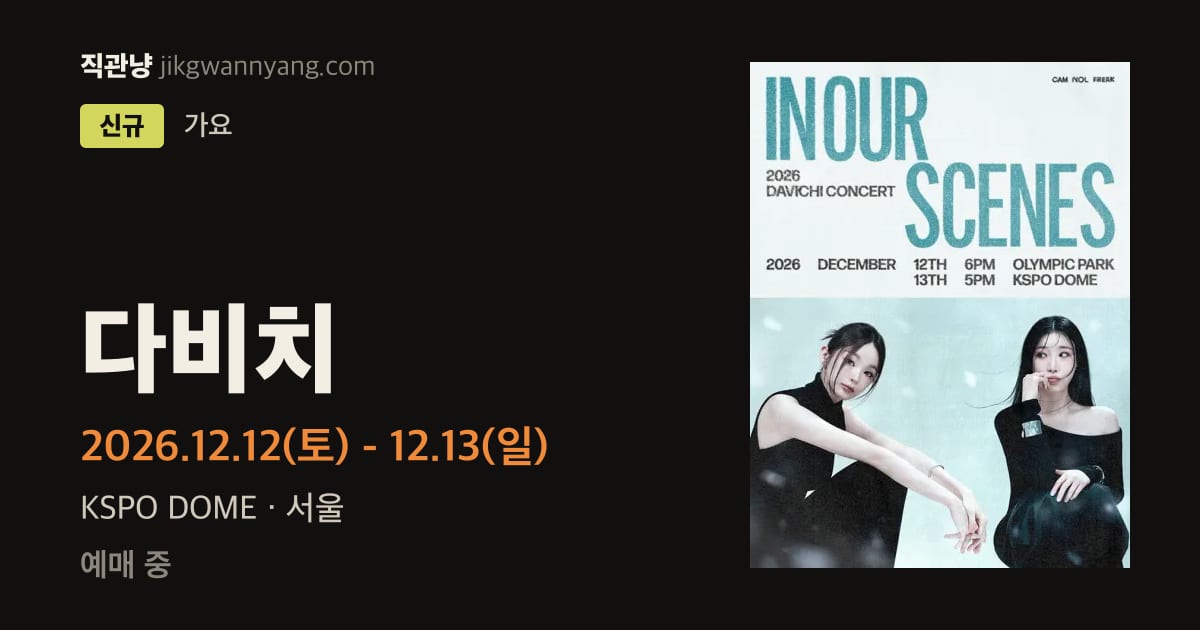 직관냥 jikgwannyang.com
신규 가요
다비치
2026.12.12(토) - 12.13(일)
KSPO DOME · 서울
예매 중
CAM NOL FREAK
IN OUR
SCENES
2026
DAVICHI CONCERT
2026 DECEMBER 12TH 6PM OLYMPIC PARK
13TH 5PM KSPO DOME